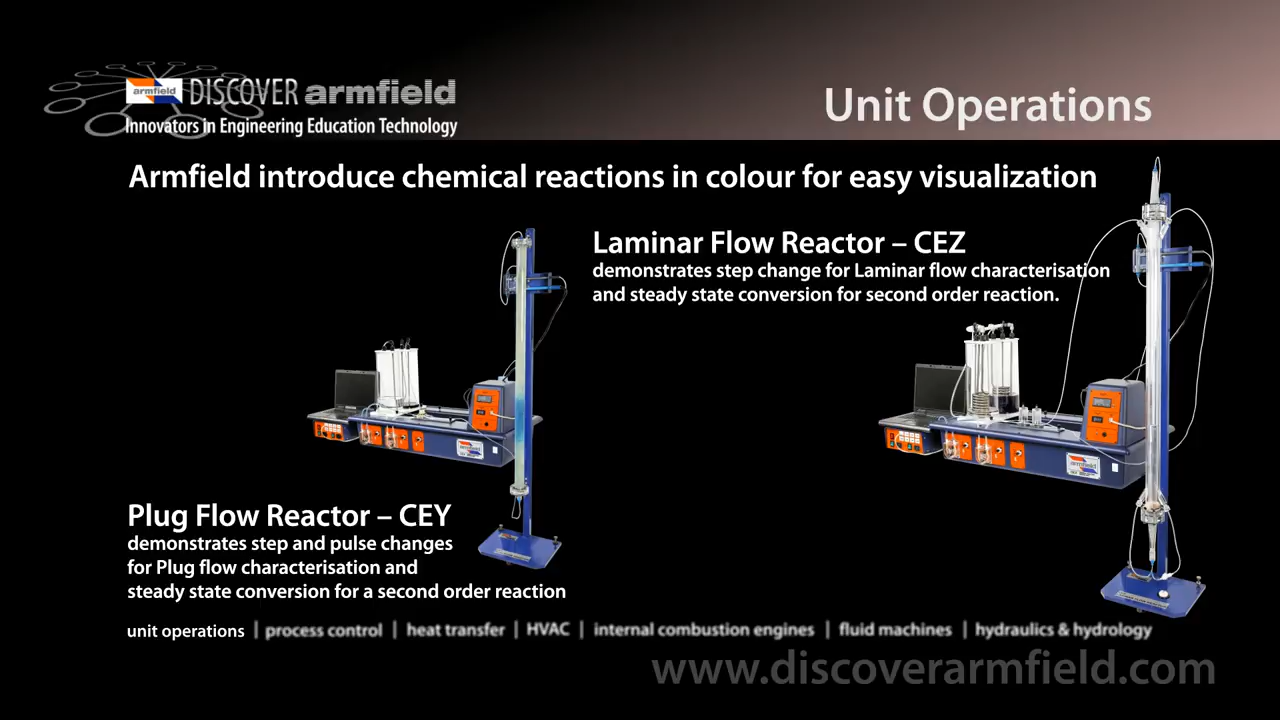 armfield DISCOVER armfield
Innovators in Engineering Education Technology
Unit Operations
Armfield introduce chemical reactions in colour for easy visualization
Laminar Flow Reactor – CEZ
demonstrates step change for Laminar flow characterisation
and steady state conversion for second order reaction.
armfield
armfield
Plug Flow Reactor – CEY
demonstrates step and pulse changes
for Plug flow characterisation and
steady state conversion for a second order reaction
unit operations | process control | heat transfer | HVAC | internal combustion engines | fluid machines | hydraulics & hydrology
www.discoverarmfield.com